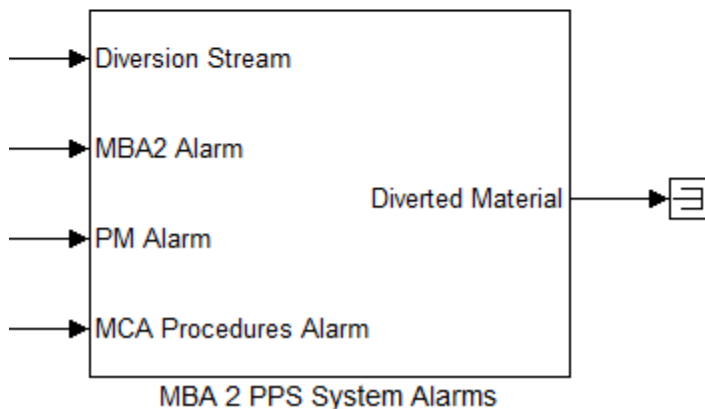 Diversion Stream
MBA2 Alarm
Diverted Material
PM Alarm
MCA Procedures Alarm
MBA 2 PPS System Alarms